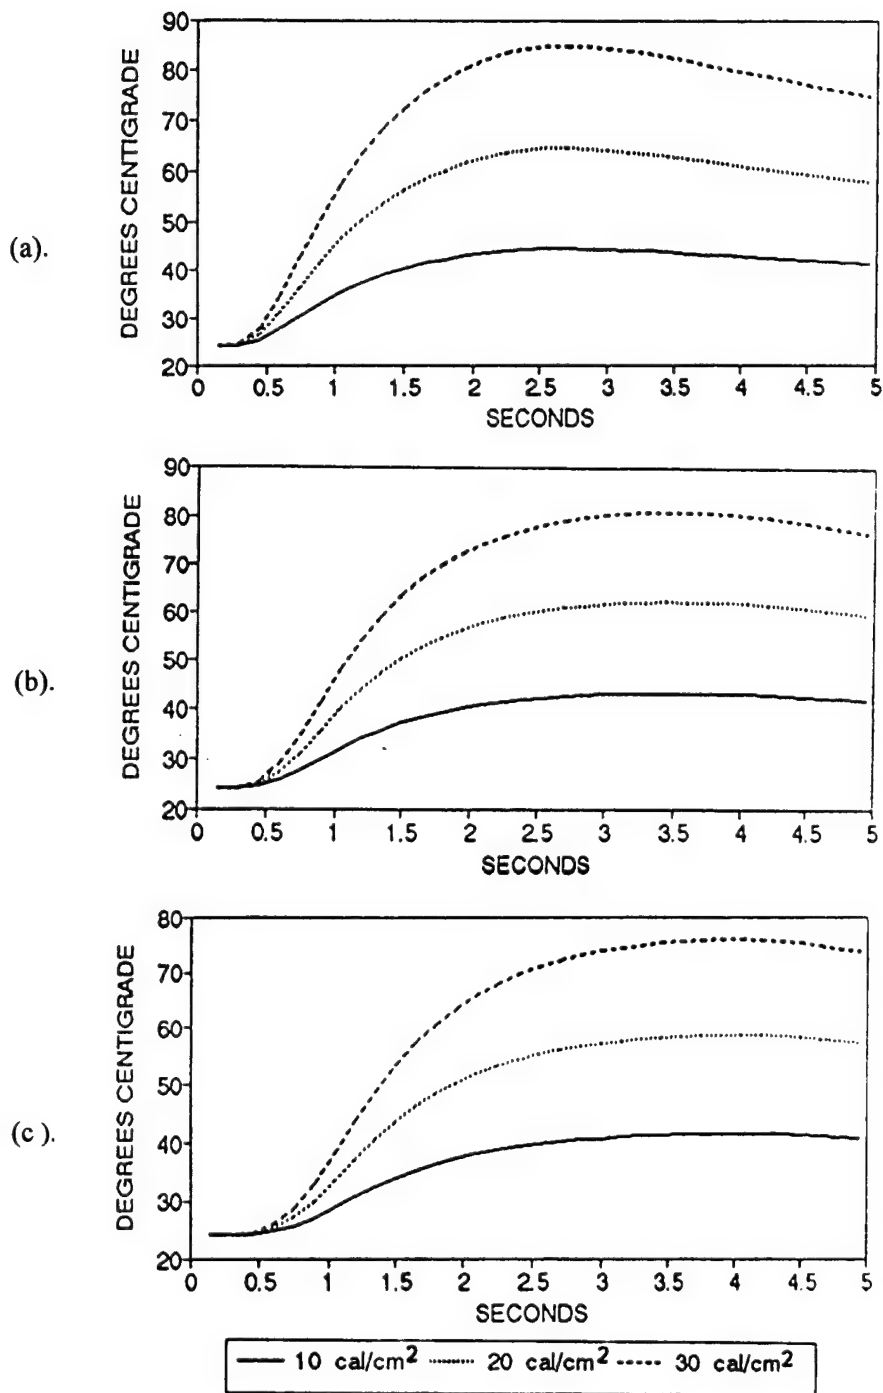 (a).
DEGREES CENTIGRADE
90
80
70
60
50
40
30
20
0 0.5 1 1.5 2 2.5 3 3.5 4 4.5 5
SECONDS
(b).
DEGREES CENTIGRADE
90
80
70
60
50
40
30
20
0 0.5 1 1.5 2 2.5 3 3.5 4 4.5 5
SECONDS
(c ).
DEGREES CENTIGRADE
80
70
60
50
40
30
20
0 0.5 1 1.5 2 2.5 3 3.5 4 4.5 5
SECONDS
10 cal/cm² 20 cal/cm² 30 cal/cm²